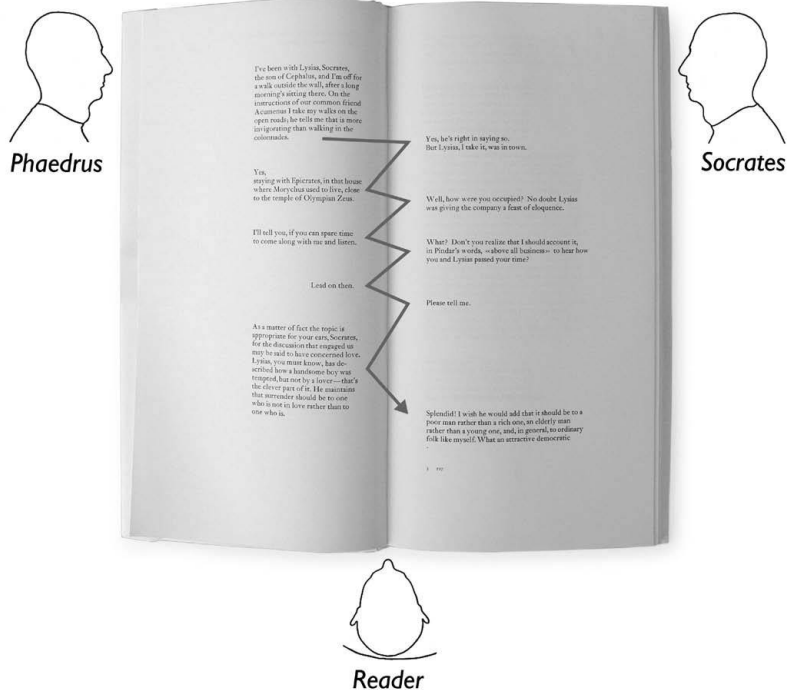 Phaedrus
Socrates
I've been with Lysias, Socrates,
the son of Cephalus, and I'm off for
a walk outside the wall, after a long
morning's sitting there. On the
instructions of our common friend
Acumenus I take my walks on the
open roads; he tells me that is more
invigorating than walking in the
colonnades.
Yes, he's right in saying so.
But Lysias, I take it, was in town.
Yes,
staying with Epicrates, in that house
where Morychus used to live, close
to the temple of Olympian Zeus.
Well, how were you occupied? No doubt Lysias
was giving the company a feast of eloquence.
I'll tell you, if you can spare time
to come along with me and listen.
What? Don't you realize that I should account it,
in Pindar's words, «above all business» to hear how
you and Lysias passed your time?
Lead on then.
Please tell me.
As a matter of fact the topic is
appropriate for your ears, Socrates,
for the discussion that engaged us
may be said to have concerned love.
Lysias, you must know, has de-
scribed how a handsome boy was
tempted, but not by a lover—that's
the clever part of it. He maintains
that surrender should be to one
who is not in love rather than to
one who is.
Splendid! I wish he would add that it should be to a
poor man rather than a rich one, an elderly man
rather than a young one, and, in general, to ordinary
folk like myself. What an attractive democratic
Reader